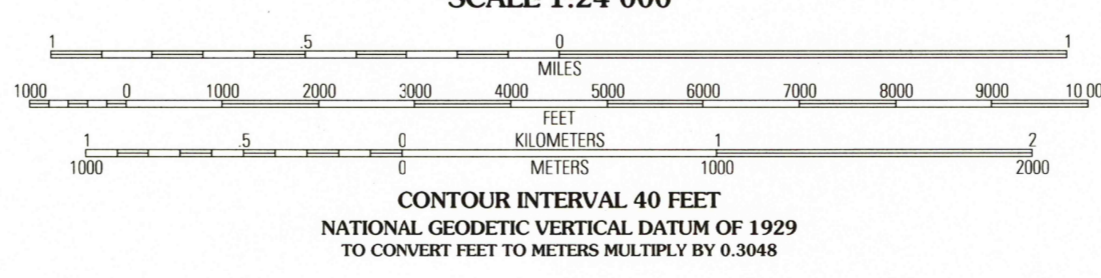 SCALE 1:24 000
1 .5 0 1
MILES
1000 0 1000 2000 3000 4000 5000 6000 7000 8000 9000 10 00
FEET
1 .5 0 KILOMETERS 1 2
1000 0 METERS 1000 2000
CONTOUR INTERVAL 40 FEET
NATIONAL GEODETIC VERTICAL DATUM OF 1929
TO CONVERT FEET TO METERS MULTIPLY BY 0.3048